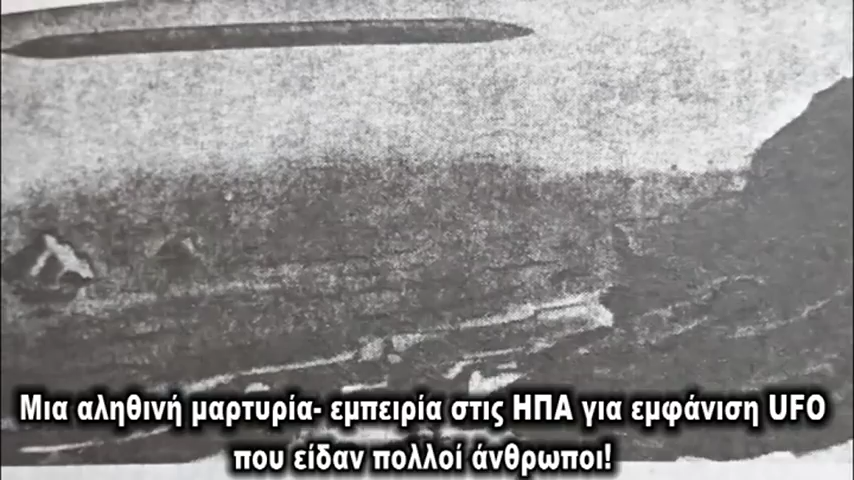 Μια αληθινή μαρτυρία- εμπειρία στις ΗΠΑ για εμφάνιση UFO
που είδαν πολλοί άνθρωποι!